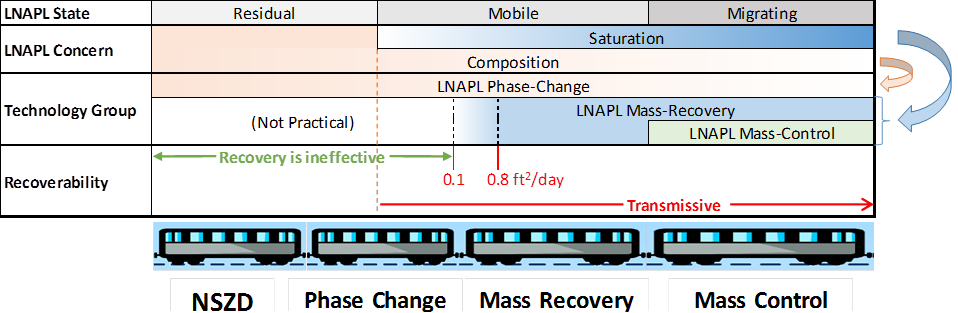 LNAPL State Residual Mobile Migrating
LNAPL Concern Saturation
Composition
Technology Group LNAPL Phase-Change
(Not Practical) LNAPL Mass-Recovery
LNAPL Mass-Control
Recoverability Recovery is ineffective
0.1 0.8 ft²/day
Transmissive
NSZD Phase Change Mass Recovery Mass Control